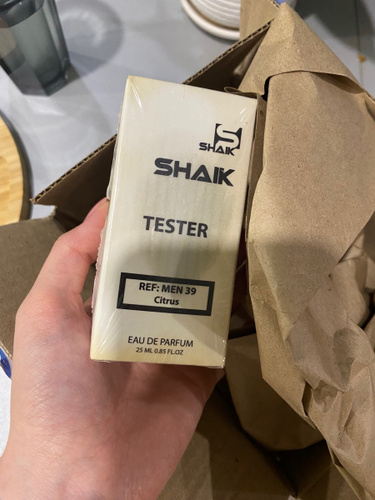 S
SHAIK
SHAIK
TESTER
REF: MEN 39
Citrus
EAU DE PARFUM
25 ML 0.85 FL.OZ